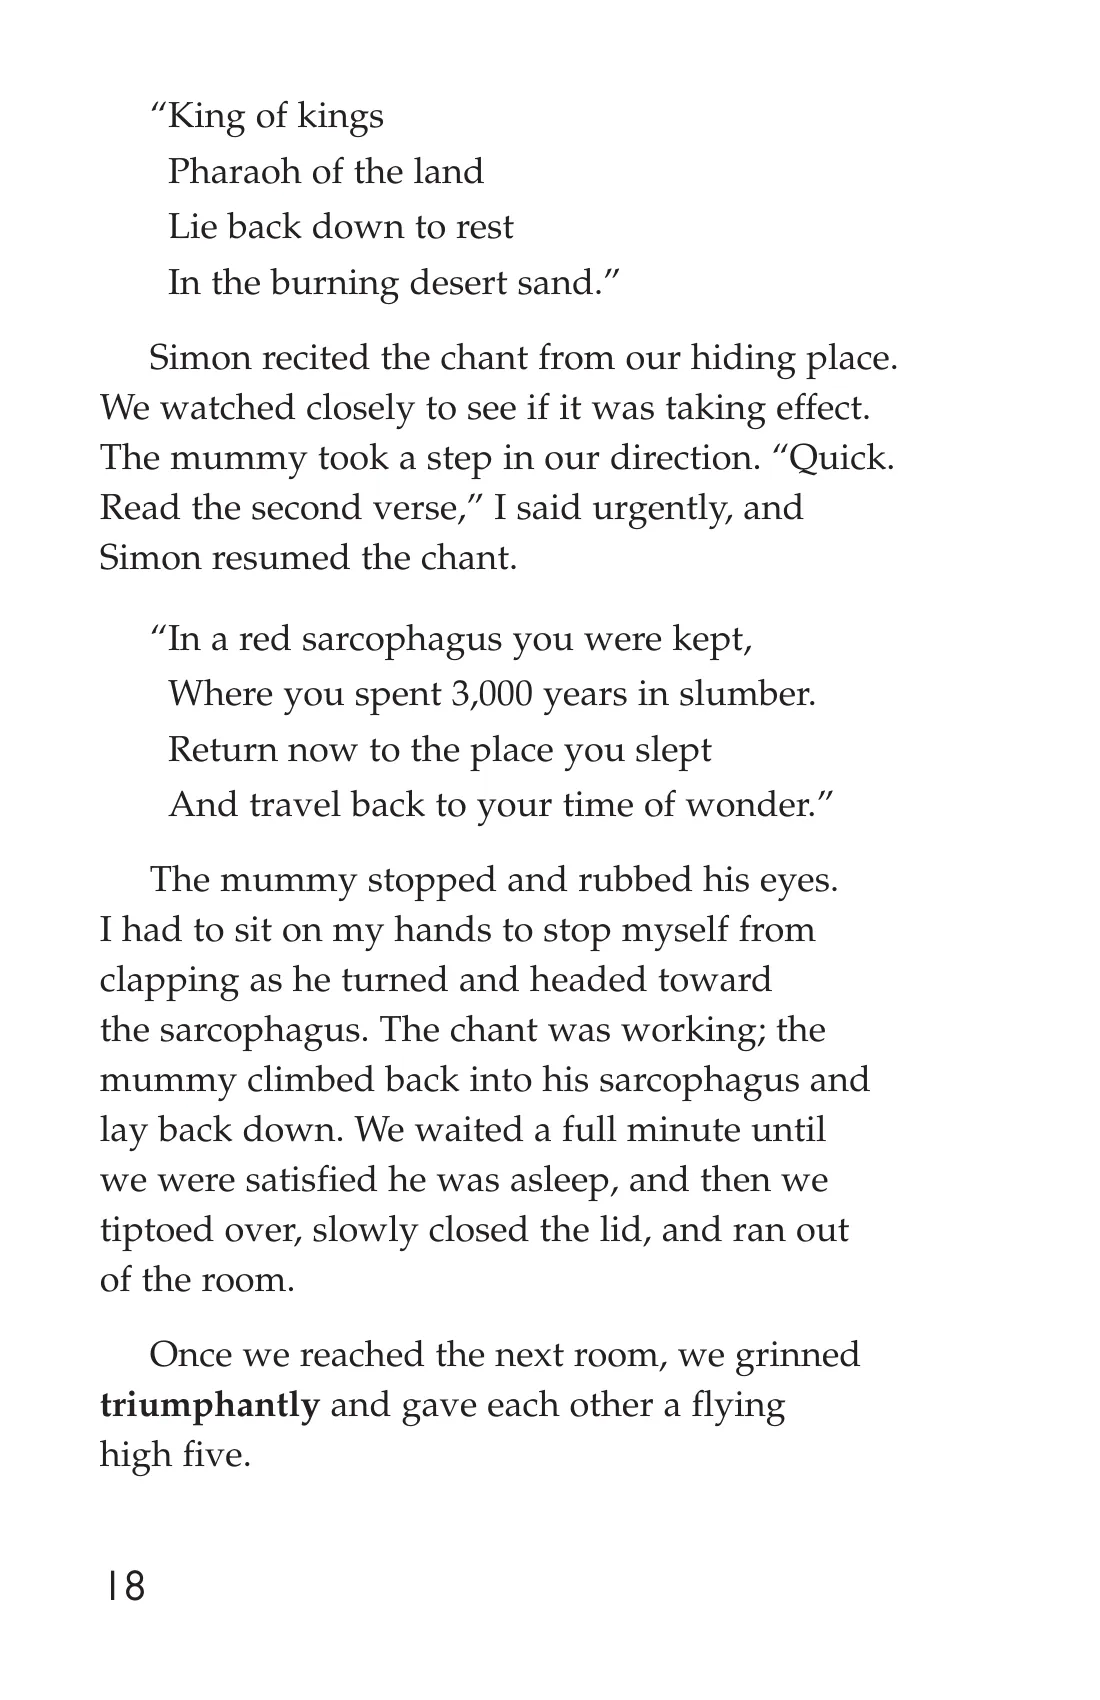 “King of kings
Pharaoh of the land
Lie back down to rest
In the burning desert sand.”
Simon recited the chant from our hiding place.
We watched closely to see if it was taking effect.
The mummy took a step in our direction. “Quick.
Read the second verse,” I said urgently, and
Simon resumed the chant.
“In a red sarcophagus you were kept,
Where you spent 3,000 years in slumber.
Return now to the place you slept
And travel back to your time of wonder.”
The mummy stopped and rubbed his eyes.
I had to sit on my hands to stop myself from
clapping as he turned and headed toward
the sarcophagus. The chant was working; the
mummy climbed back into his sarcophagus and
lay back down. We waited a full minute until
we were satisfied he was asleep, and then we
tiptoed over, slowly closed the lid, and ran out
of the room.
Once we reached the next room, we grinned
triumphantly and gave each other a flying
high five.
18